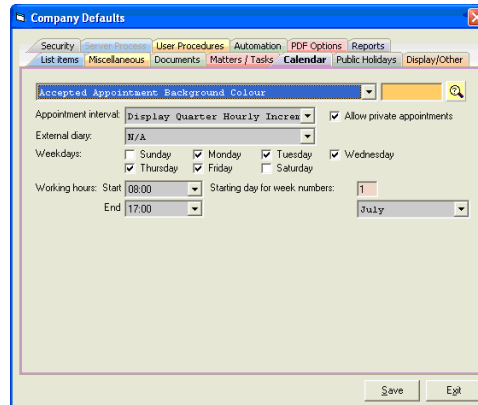 Company Defaults
Security Server Process User Procedures Automation PDF Options Reports
List items Miscellaneous Documents Matters / Tasks Calendar Public Holidays Display/Other
Accepted Appointment Background Colour
Appointment interval: Display Quarter Hourly Increm Allow private appointments
External diary: N/A
Weekdays: Sunday Monday Tuesday Wednesday
Thursday Friday Saturday
Working hours: Start 08:00 Starting day for week numbers: 1
End 17:00 July
Save Exit